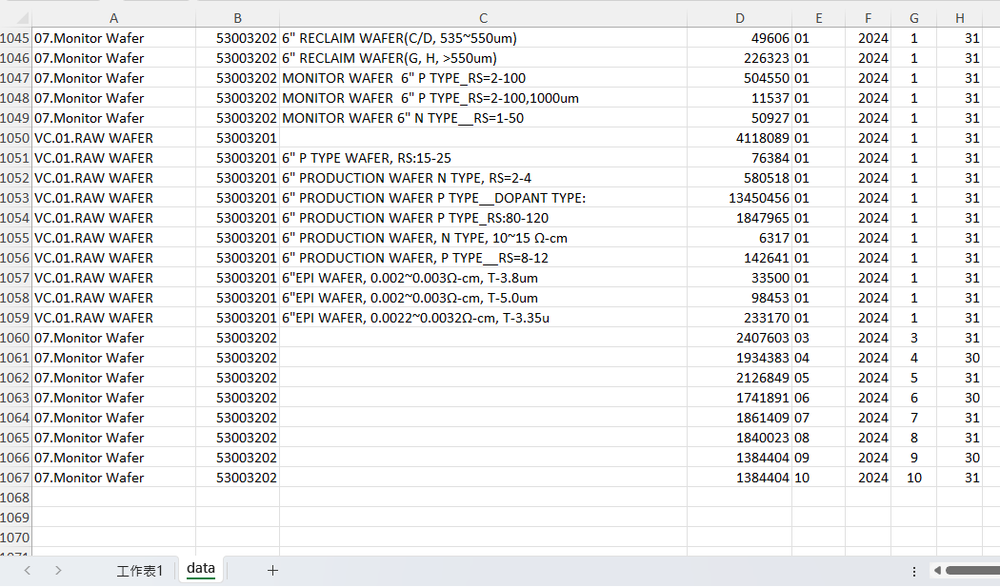 A B C D E F G H
1045 07.Monitor Wafer 53003202 6" RECLAIM WAFER(C/D, 535~550um) 49606 01 2024 1 31
1046 07.Monitor Wafer 53003202 6" RECLAIM WAFER(G, H, >550um) 226323 01 2024 1 31
1047 07.Monitor Wafer 53003202 MONITOR WAFER  6" P TYPE_RS=2-100 504550 01 2024 1 31
1048 07.Monitor Wafer 53003202 MONITOR WAFER  6" P TYPE_RS=2-100,1000um 11537 01 2024 1 31
1049 07.Monitor Wafer 53003202 MONITOR WAFER 6" N TYPE__RS=1-50 50927 01 2024 1 31
1050 VC.01.RAW WAFER 53003201 4118089 01 2024 1 31
1051 VC.01.RAW WAFER 53003201 6" P TYPE WAFER, RS:15-25 76384 01 2024 1 31
1052 VC.01.RAW WAFER 53003201 6" PRODUCTION WAFER N TYPE, RS=2-4 580518 01 2024 1 31
1053 VC.01.RAW WAFER 53003201 6" PRODUCTION WAFER P TYPE__DOPANT TYPE: 13450456 01 2024 1 31
1054 VC.01.RAW WAFER 53003201 6" PRODUCTION WAFER P TYPE_RS:80-120 1847965 01 2024 1 31
1055 VC.01.RAW WAFER 53003201 6" PRODUCTION WAFER, N TYPE, 10~15 Ω-cm 6317 01 2024 1 31
1056 VC.01.RAW WAFER 53003201 6" PRODUCTION WAFER, P TYPE__RS=8-12 142641 01 2024 1 31
1057 VC.01.RAW WAFER 53003201 6"EPI WAFER, 0.002~0.003Ω-cm, T-3.8um 33500 01 2024 1 31
1058 VC.01.RAW WAFER 53003201 6"EPI WAFER, 0.002~0.003Ω-cm, T-5.0um 98453 01 2024 1 31
1059 VC.01.RAW WAFER 53003201 6"EPI WAFER, 0.0022~0.0032Ω-cm, T-3.35u 233170 01 2024 1 31
1060 07.Monitor Wafer 53003202 2407603 03 2024 3 31
1061 07.Monitor Wafer 53003202 1934383 04 2024 4 30
1062 07.Monitor Wafer 53003202 2126849 05 2024 5 31
1063 07.Monitor Wafer 53003202 1741891 06 2024 6 30
1064 07.Monitor Wafer 53003202 1861409 07 2024 7 31
1065 07.Monitor Wafer 53003202 1840023 08 2024 8 31
1066 07.Monitor Wafer 53003202 1384404 09 2024 9 30
1067 07.Monitor Wafer 53003202 1384404 10 2024 10 31
1068
1069
1070
1071
工作表1 data